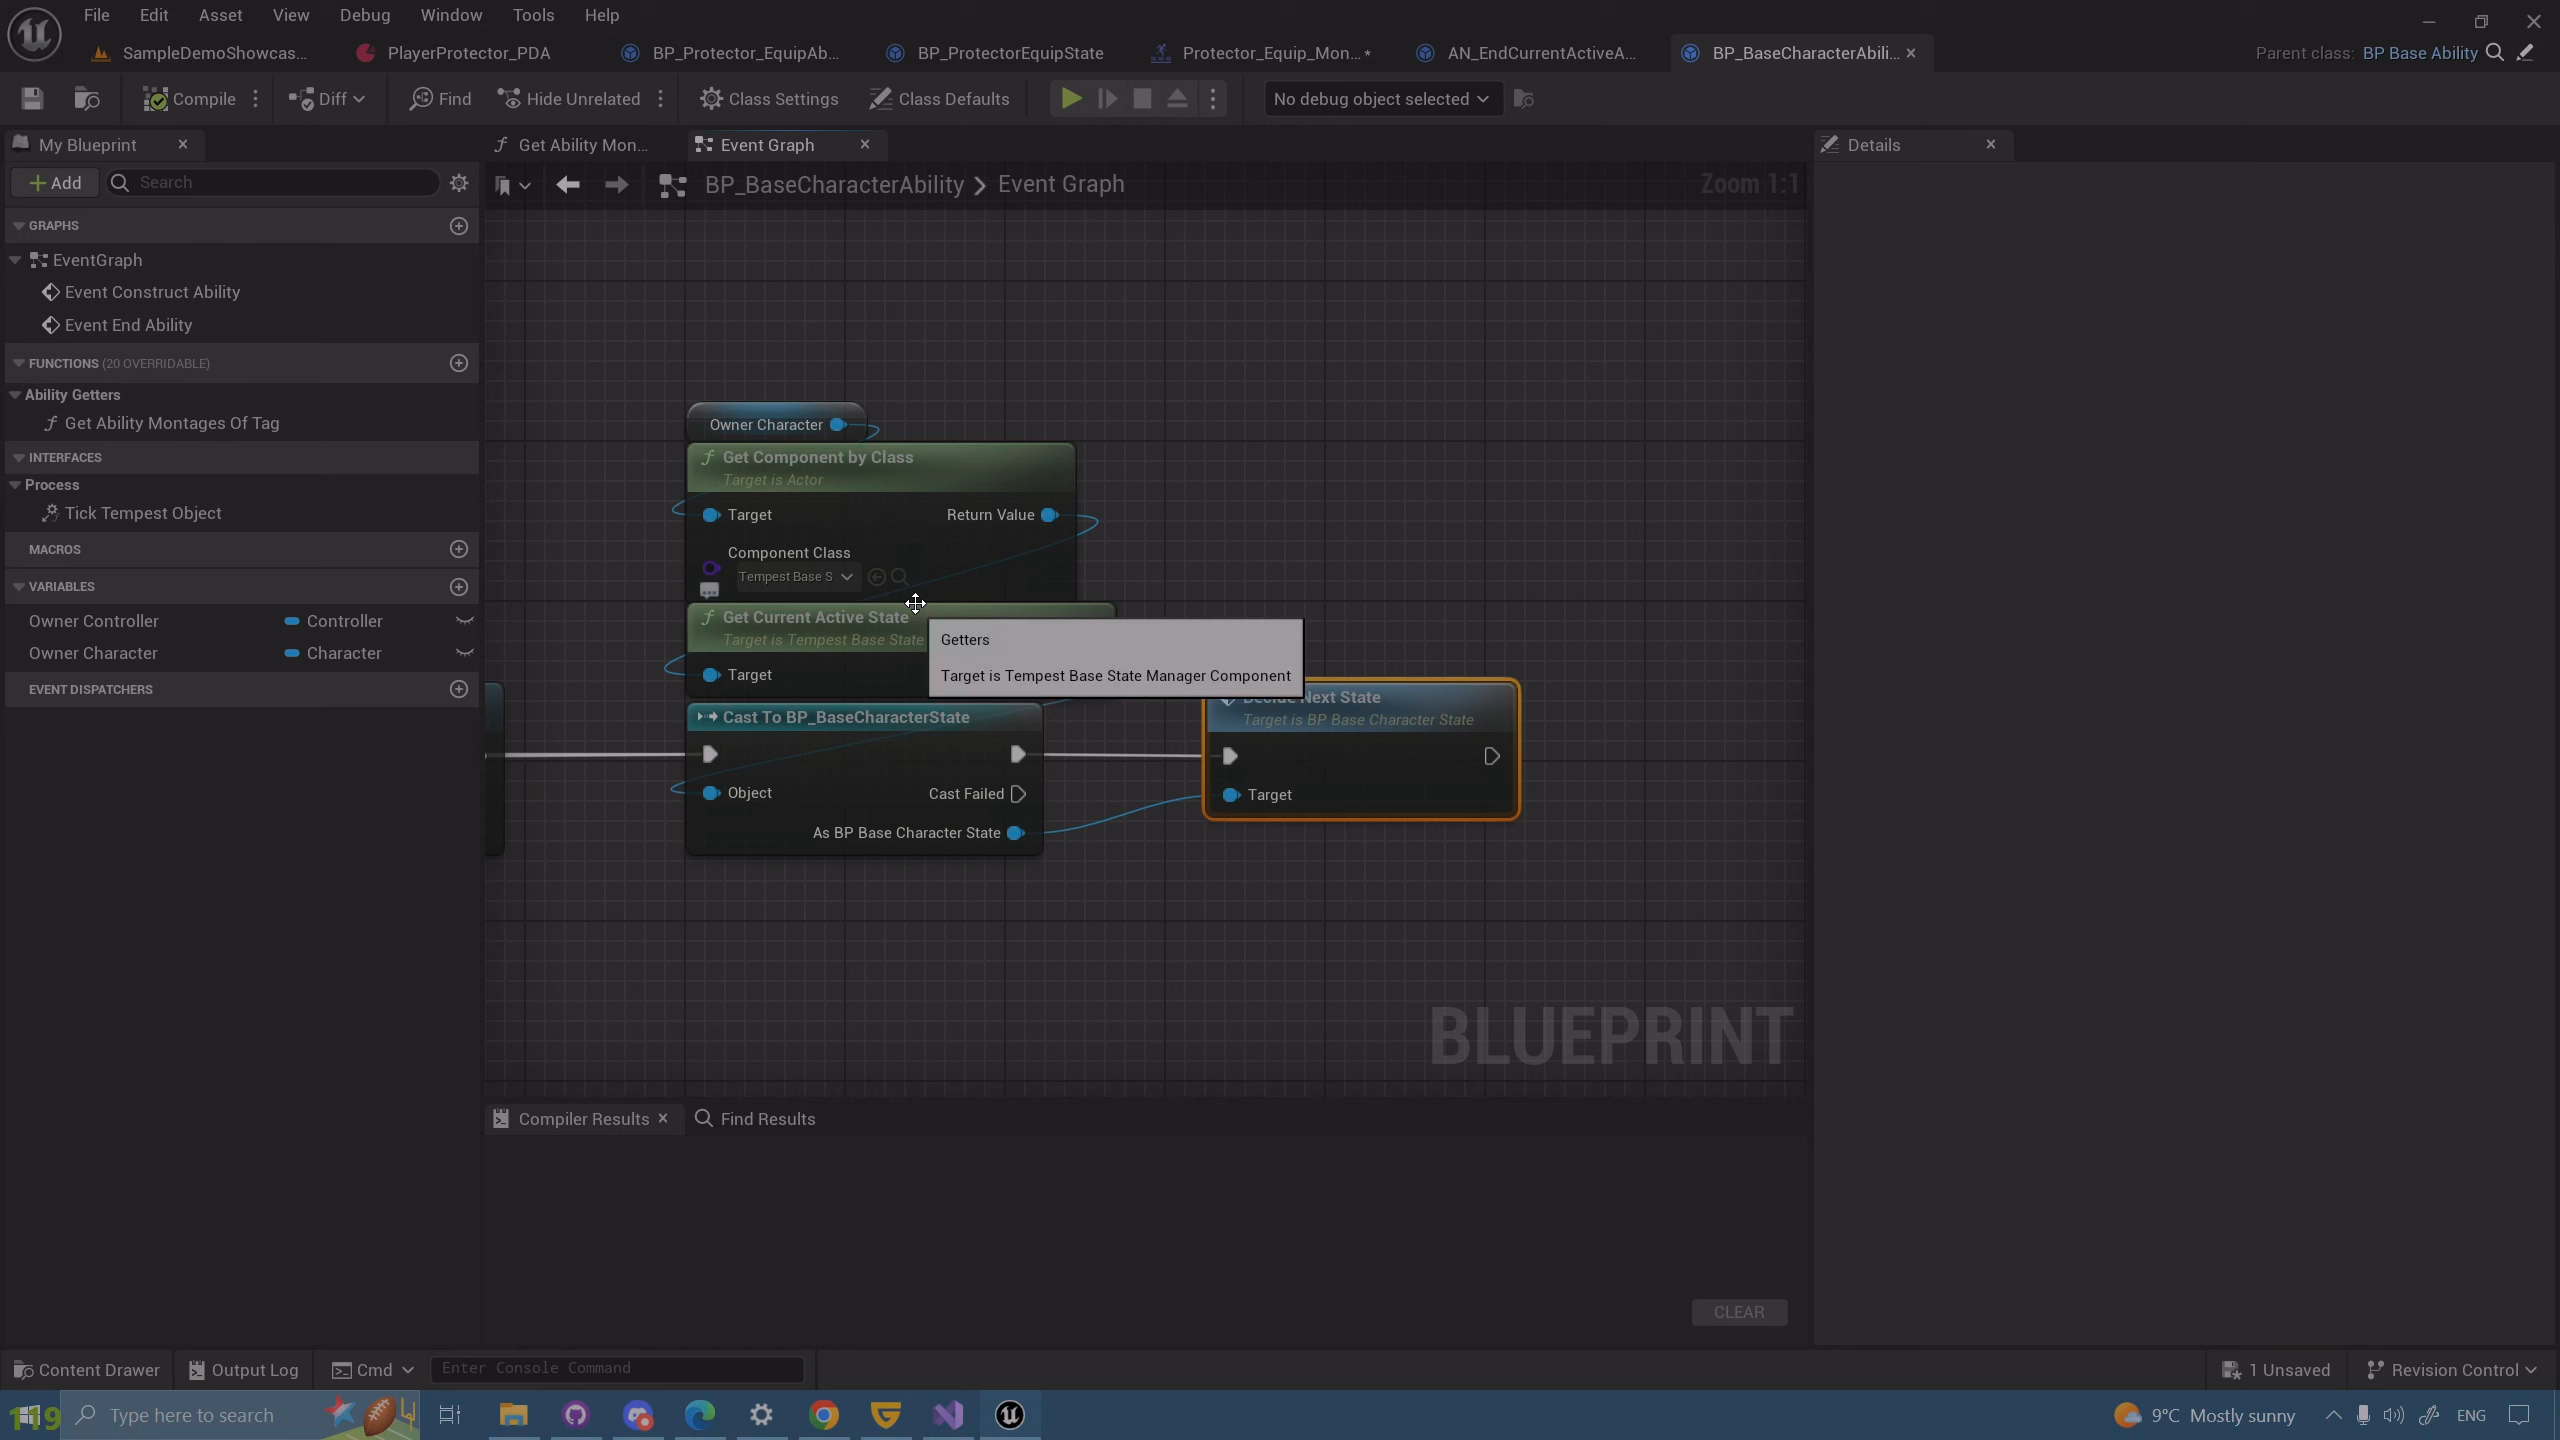 File Edit Asset View Debug Window Tools Help
SampleDemoShowcas... PlayerProtector_PDA BP_Protector_EquipAb... BP_ProtectorEquipState Protector_Equip_Mon...* AN_EndCurrentActiveA... BP_BaseCharacterAbili... Parent class: BP Base Ability
Compile Diff Find Hide Unrelated Class Settings Class Defaults No debug object selected
My Blueprint Get Ability Mon... Event Graph Details
Add Search BP_BaseCharacterAbility Event Graph Zoom 1:1
GRAPHS
EventGraph
Event Construct Ability
Event End Ability
FUNCTIONS (20 OVERRIDABLE)
Ability Getters
Get Ability Montages Of Tag
INTERFACES
Process
Tick Tempest Object
MACROS
VARIABLES
Owner Controller Controller
Owner Character Character
EVENT DISPATCHERS
Owner Character
Get Component by Class
Target is Actor
Target Return Value
Component Class
Tempest Base S
Get Current Active State
Target is Tempest Base State
Target
Getters
Target is Tempest Base State Manager Component
Cast To BP_BaseCharacterState
Object Cast Failed
As BP Base Character State
Next State
Target is BP Base Character State
Target
BLUEPRINT
Compiler Results Find Results
CLEAR
Content Drawer Output Log Cmd Enter Console Command 1 Unsaved Revision Control
119 Type here to search 9°C Mostly sunny ENG